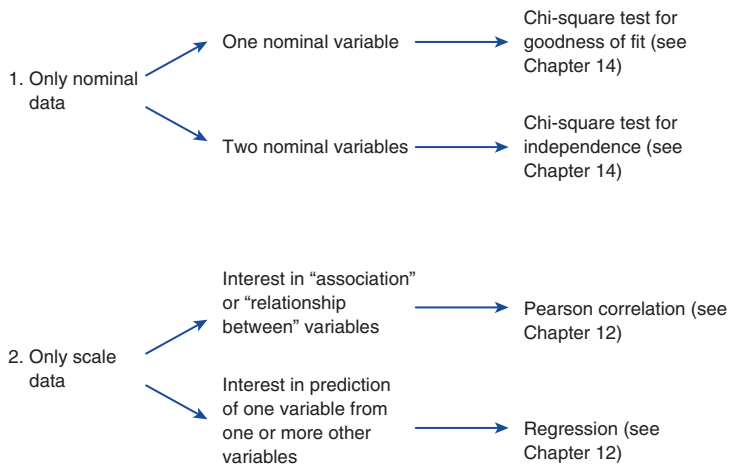 One nominal variable
Chi-square test for
goodness of fit (see
Chapter 14)
1. Only nominal
data
Two nominal variables
Chi-square test for
independence (see
Chapter 14)
Interest in “association”
or “relationship
between” variables
Pearson correlation (see
Chapter 12)
2. Only scale
data
Interest in prediction
of one variable from
one or more other
variables
Regression (see
Chapter 12)